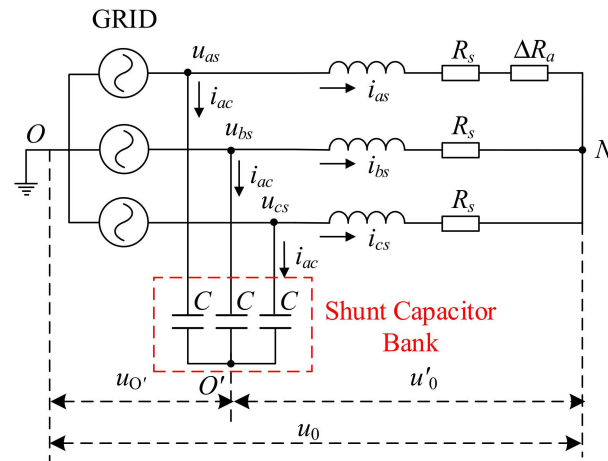 GRID
u_as
R_s
ΔR_a
i_ac
i_as
O
u_bs
R_s
N
i_ac
i_bs
u_cs
R_s
i_ac
i_cs
C C C
Shunt Capacitor
Bank
O'
u_O'
u'_0
u_0